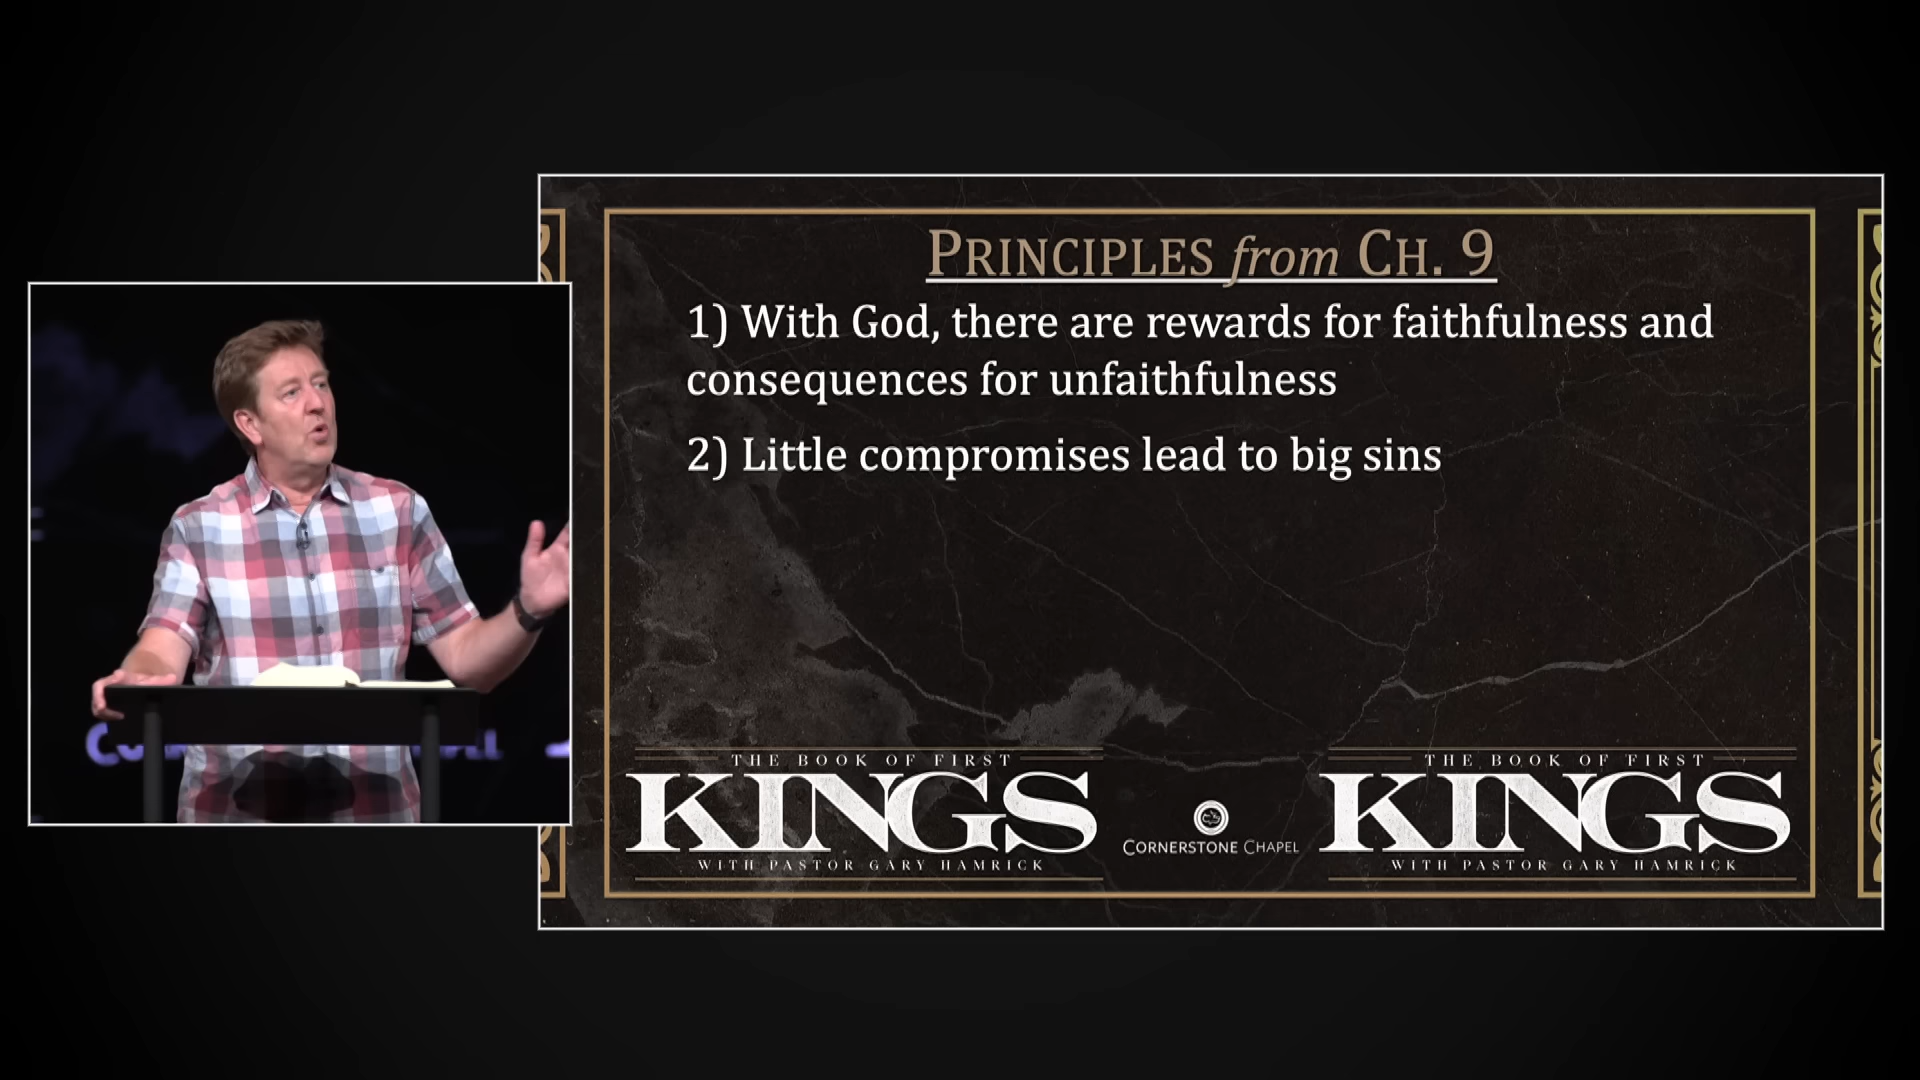 PRINCIPLES from CH. 9
1) With God, there are rewards for faithfulness and
consequences for unfaithfulness
2) Little compromises lead to big sins
THE BOOK OF FIRST
KINGS
WITH PASTOR GARY HAMRICK
CORNERSTONE CHAPEL
THE BOOK OF FIRST
KINGS
WITH PASTOR GARY HAMRICK